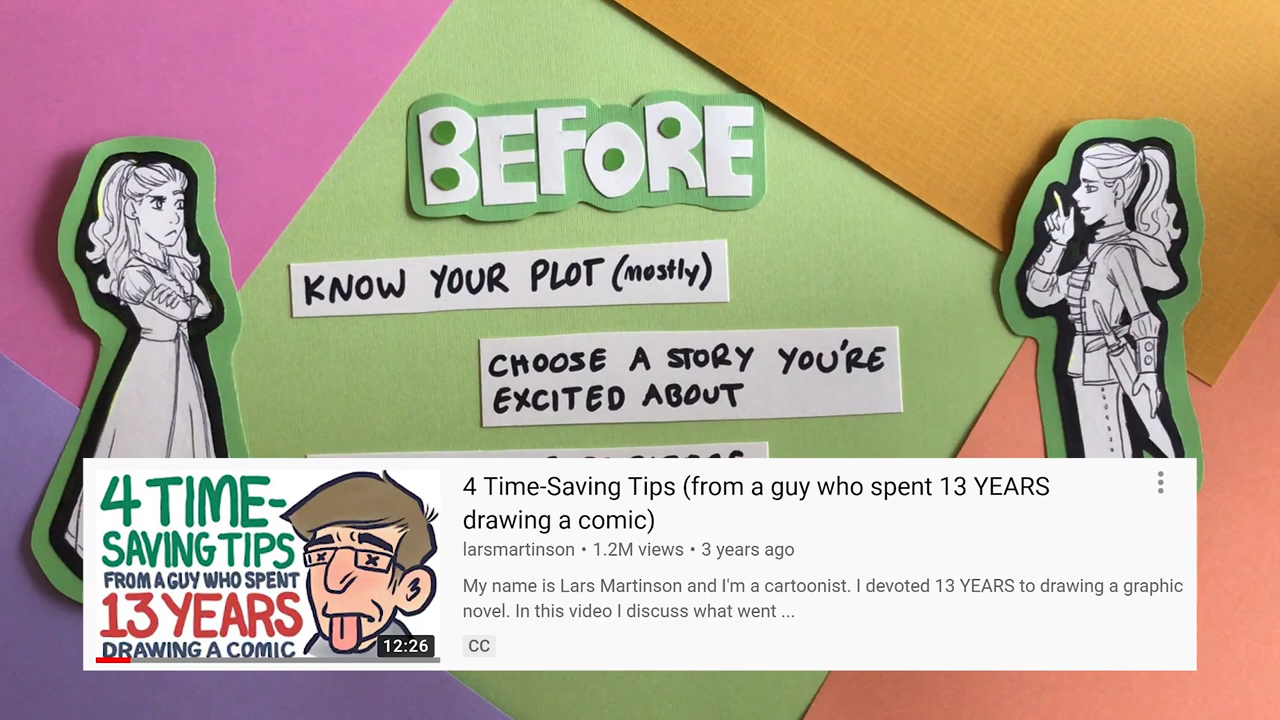 BEFORE
KNOW YOUR PLOT (mostly)
CHOOSE A STORY YOU'RE
EXCITED ABOUT
4 TIME-
SAVING TIPS
FROM A GUY WHO SPENT
13 YEARS
DRAWING A COMIC
12:26
4 Time-Saving Tips (from a guy who spent 13 YEARS
drawing a comic)
larsmartinson • 1.2M views • 3 years ago
My name is Lars Martinson and I'm a cartoonist. I devoted 13 YEARS to drawing a graphic
novel. In this video I discuss what went ...
CC